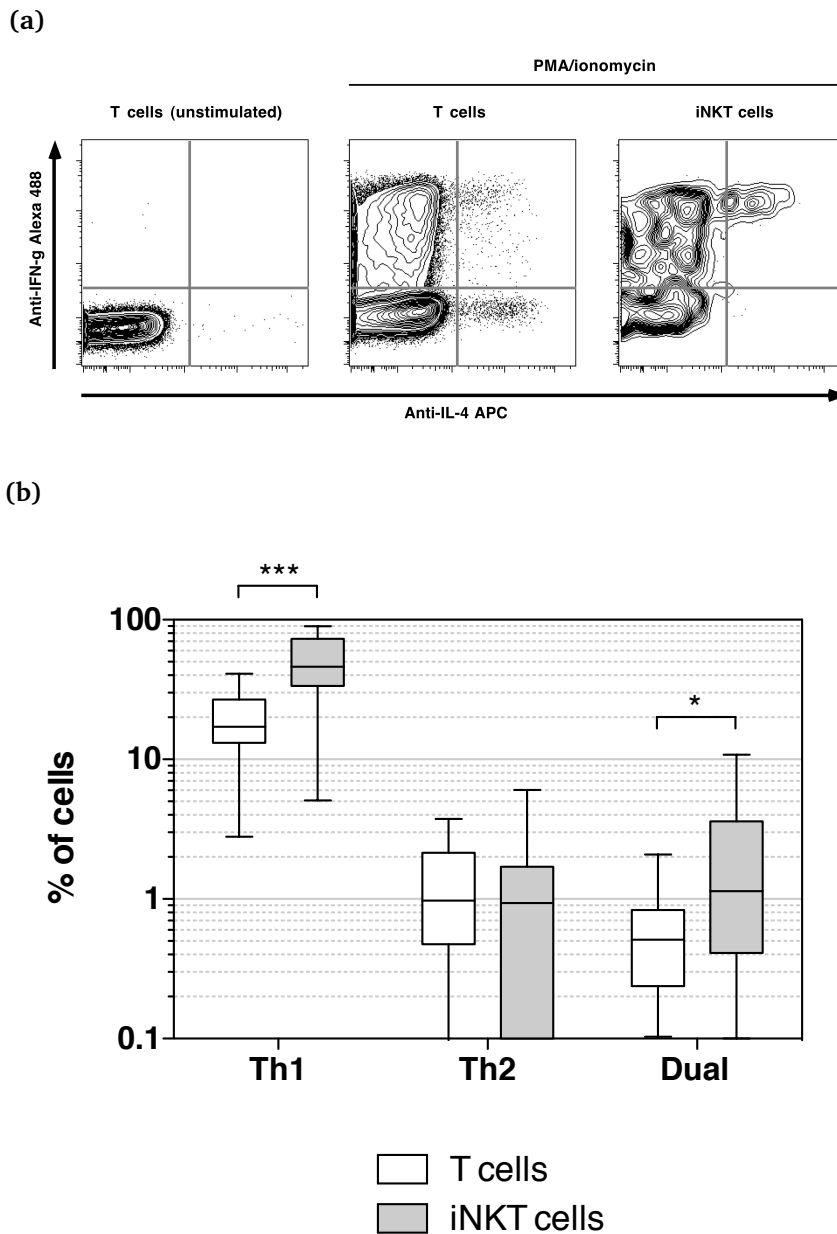 (a)
PMA/ionomycin
T cells (unstimulated)
T cells
iNKT cells
Anti-IFN-g Alexa 488
Anti-IL-4 APC
(b)
***
*
100
10
1
0.1
% of cells
Th1
Th2
Dual
T cells
iNKT cells